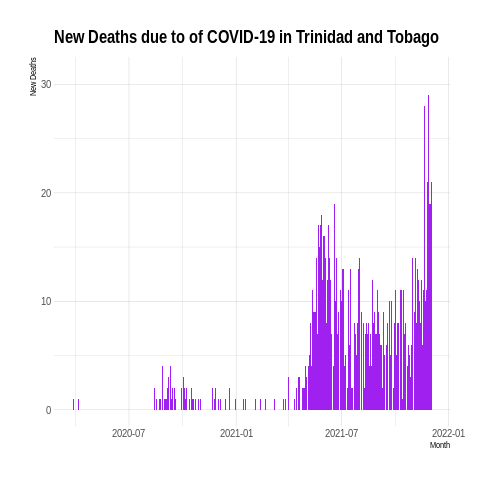 New Deaths due to of COVID-19 in Trinidad and Tobago
New Deaths
30
20
10
0
2020-07 2021-01 2021-07 2022-01
Month